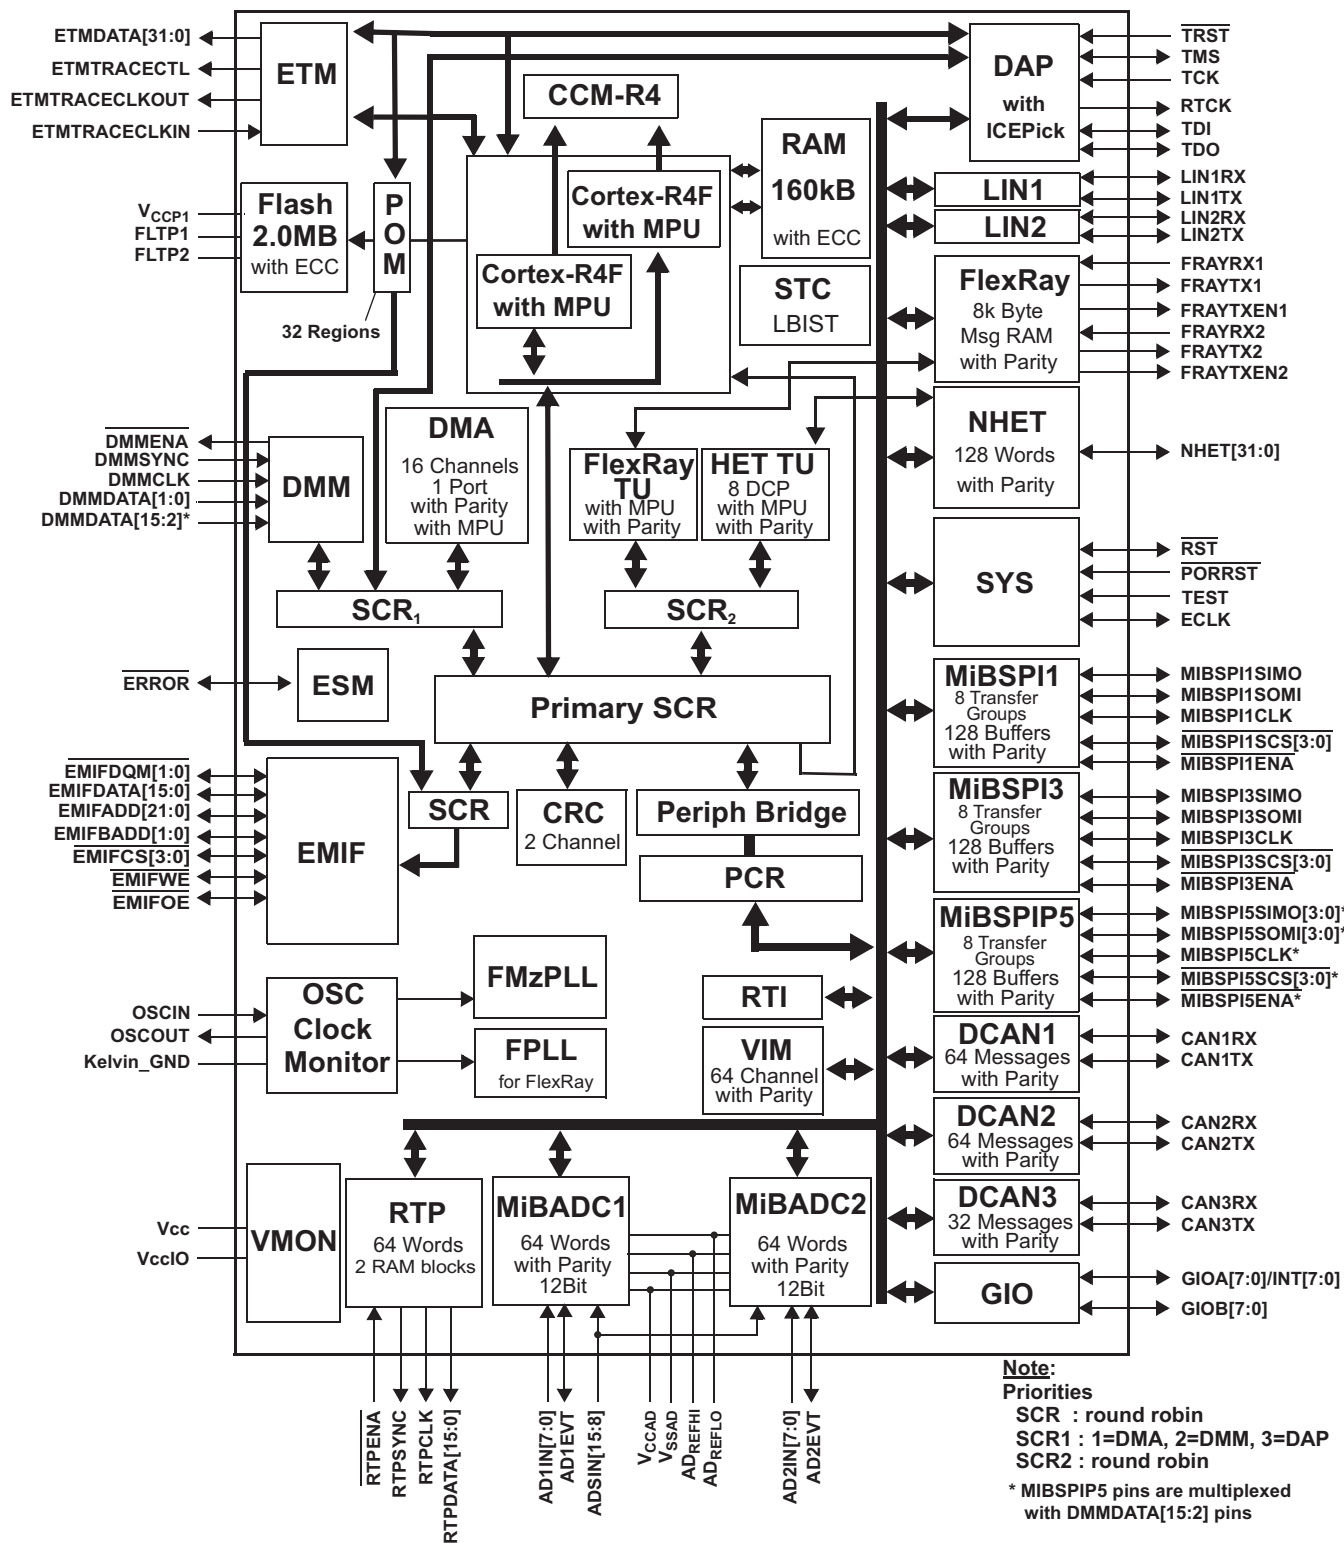 ETMDATA[31:0]
ETMTRACECTL
ETMTRACECLKOUT
ETMTRACECLKIN
ETM
CCM-R4
DAP
with
ICEPick
TRST
TMS
TCK
RTCK
TDI
TDO
VCCP1
FLTP1
FLTP2
Flash
2.0MB
with ECC
P
O
M
32 Regions
Cortex-R4F
with MPU
Cortex-R4F
with MPU
RAM
160kB
with ECC
STC
LBIST
LIN1
LIN2
LIN1RX
LIN1TX
LIN2RX
LIN2TX
FlexRay
8k Byte
Msg RAM
with Parity
FRAYRX1
FRAYTX1
FRAYTXEN1
FRAYRX2
FRAYTX2
FRAYTXEN2
DMMENA
DMMSYNC
DMMCLK
DMMDATA[1:0]
DMMDATA[15:2]*
DMM
DMA
16 Channels
1 Port
with Parity
with MPU
FlexRay
TU
with MPU
with Parity
HET TU
8 DCP
with MPU
with Parity
NHET
128 Words
with Parity
NHET[31:0]
SCR1
SCR2
SYS
RST
PORRST
TEST
ECLK
ERROR
ESM
Primary SCR
MiBSPI1
8 Transfer
Groups
128 Buffers
with Parity
MIBSPI1SIMO
MIBSPI1SOMI
MIBSPI1CLK
MIBSPI1SCS[3:0]
MIBSPI1ENA
EMIFDQM[1:0]
EMIFDATA[15:0]
EMIFADD[21:0]
EMIFBADD[1:0]
EMIFCS[3:0]
EMIFWE
EMIFOE
EMIF
SCR
CRC
2 Channel
Periph Bridge
PCR
MiBSPI3
8 Transfer
Groups
128 Buffers
with Parity
MIBSPI3SIMO
MIBSPI3SOMI
MIBSPI3CLK
MIBSPI3SCS[3:0]
MIBSPI3ENA
MiBSPIP5
8 Transfer
Groups
128 Buffers
with Parity
MIBSPI5SIMO[3:0]*
MIBSPI5SOMI[3:0]*
MIBSPI5CLK*
MIBSPI5SCS[3:0]*
MIBSPI5ENA*
OSCIN
OSCOUT
Kelvin_GND
OSC
Clock
Monitor
FMzPLL
FPLL
for FlexRay
RTI
VIM
64 Channel
with Parity
DCAN1
64 Messages
with Parity
CAN1RX
CAN1TX
DCAN2
64 Messages
with Parity
CAN2RX
CAN2TX
DCAN3
32 Messages
with Parity
CAN3RX
CAN3TX
Vcc
VccIO
VMON
RTP
64 Words
2 RAM blocks
MiBADC1
64 Words
with Parity
12Bit
MiBADC2
64 Words
with Parity
12Bit
GIO
GIOA[7:0]/INT[7:0]
GIOB[7:0]
RTPENA
RTPSYNC
RTPCLK
RTPDATA[15:0]
AD1IN[7:0]
AD1EVT
ADSIN[15:8]
VCCAD
VSSAD
ADREFHI
ADREFLO
AD2IN[7:0]
AD2EVT
Note:
Priorities
SCR : round robin
SCR1 : 1=DMA, 2=DMM, 3=DAP
SCR2 : round robin
* MIBSPIP5 pins are multiplexed
with DMMDATA[15:2] pins